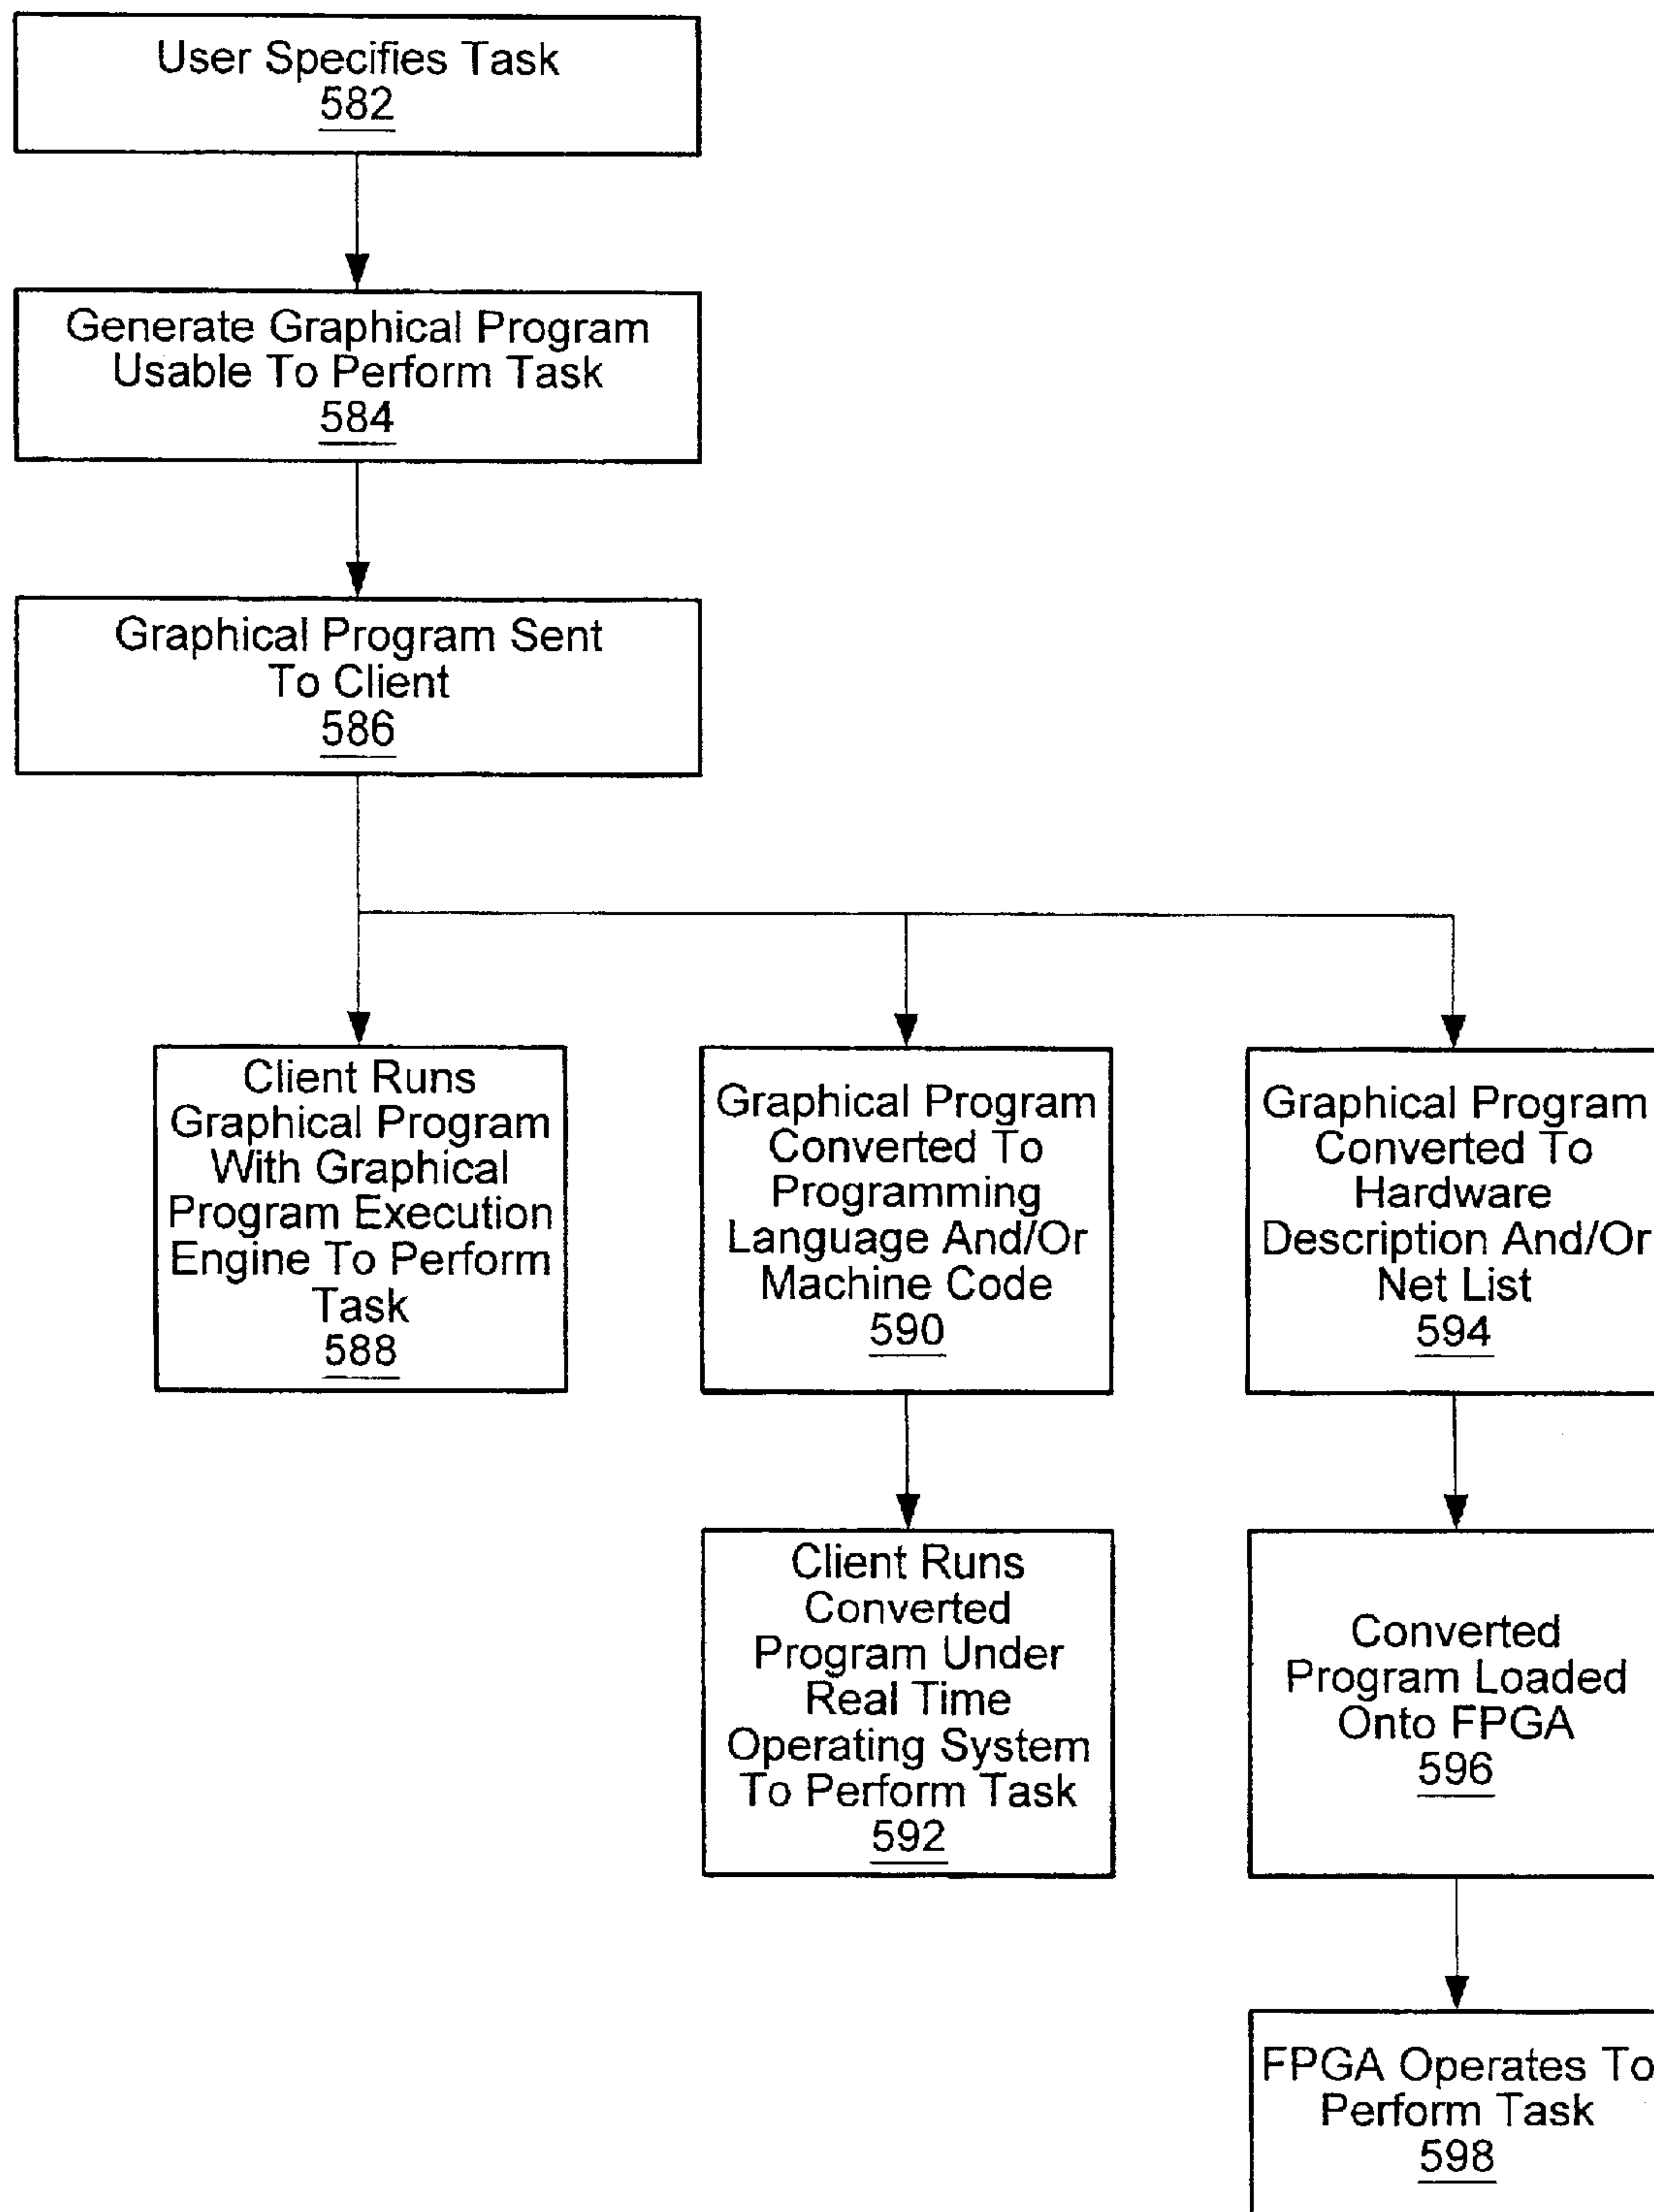 User Specifies Task
582
Generate Graphical Program
Usable To Perform Task
584
Graphical Program Sent
To Client
586
Client Runs
Graphical Program
With Graphical
Program Execution
Engine To Perform
Task
588
Graphical Program
Converted To
Programming
Language And/Or
Machine Code
590
Graphical Program
Converted To
Hardware
Description And/Or
Net List
594
Client Runs
Converted
Program Under
Real Time
Operating System
To Perform Task
592
Converted
Program Loaded
Onto FPGA
596
FPGA Operates To
Perform Task
598